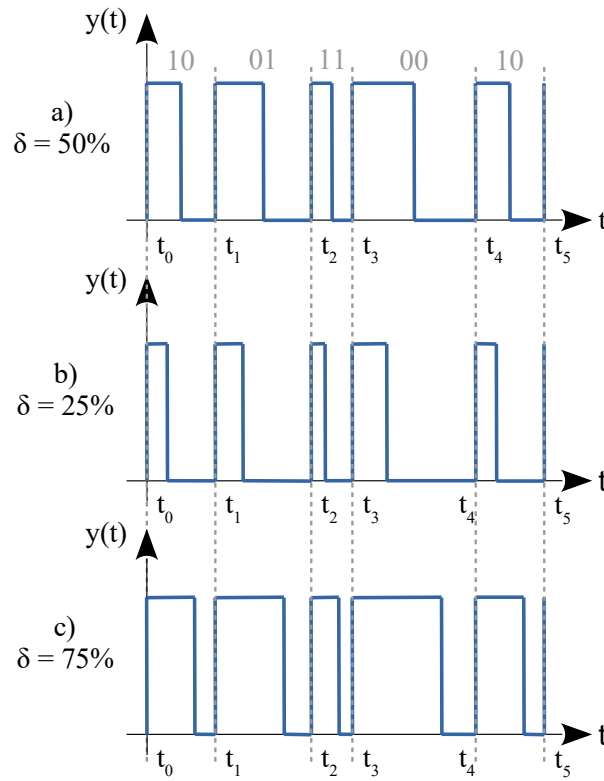 y(t)
10 01 11 00 10
a)
δ = 50%
t
t₀ t₁ t₂ t₃ t₄ t₅
y(t)
b)
δ = 25%
t
t₀ t₁ t₂ t₃ t₄ t₅
y(t)
c)
δ = 75%
t
t₀ t₁ t₂ t₃ t₄ t₅